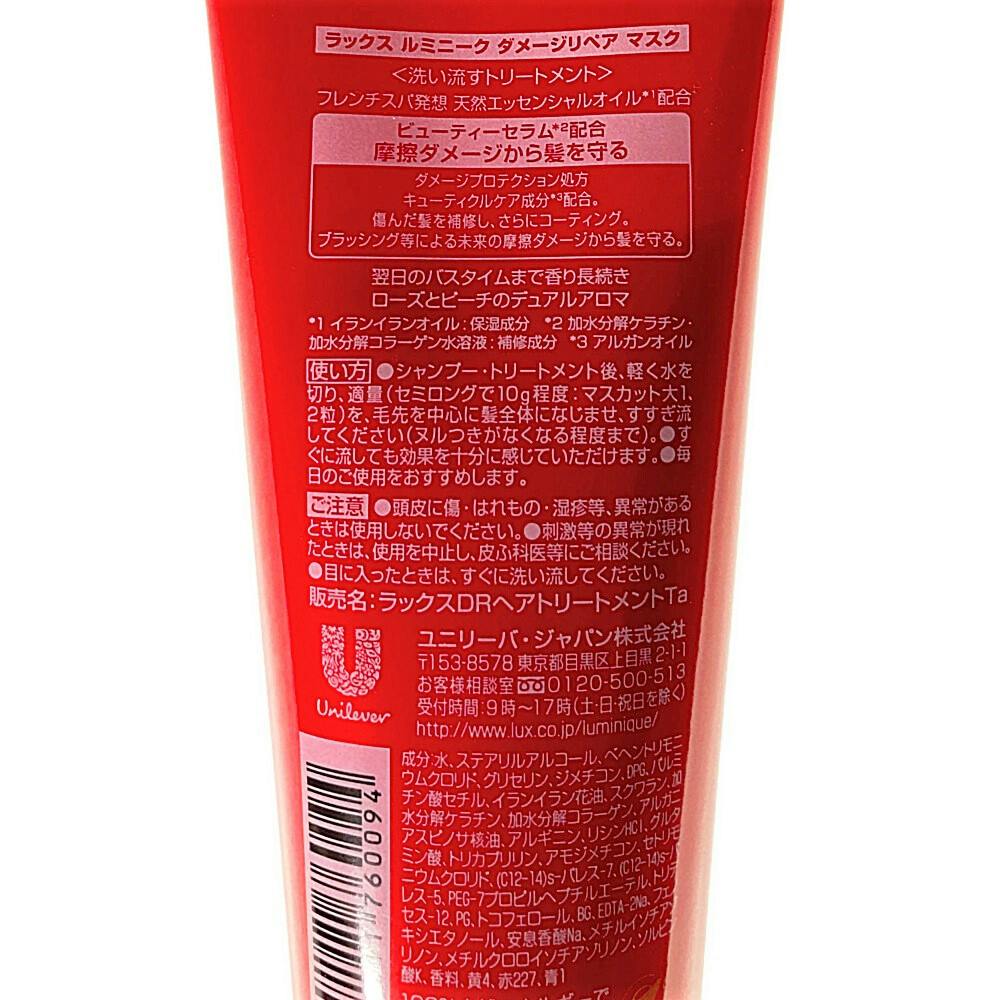 ラックス ルミニーク ダメージリペア マスク
＜洗い流すトリートメント＞
フレンチスパ発想 天然エッセンシャルオイル*1配合
ビューティーセラム*2配合
摩擦ダメージから髪を守る
ダメージプロテクション処方
キューティクルケア成分*3配合。
傷んだ髪を補修し、さらにコーティング。
ブラッシング等による未来の摩擦ダメージから髪を守る。
翌日のバスタイムまで香り長続き
ローズとピーチのデュアルアロマ
*1 イランイランオイル：保湿成分 *2 加水分解ケラチン・
加水分解コラーゲン水溶液：補修成分 *3 アルガンオイル
使い方 ●シャンプー・トリートメント後、軽く水を
切り、適量（セミロングで10g程度：マスカット大1、
2粒）を、毛先を中心に髪全体になじませ、すすぎ流
してください（ヌルつきがなくなる程度まで）。●す
ぐに流しても効果を十分に感じていただけます。●毎
日のご使用をおすすめします。
ご注意 ●頭皮に傷・はれもの・湿疹等、異常がある
ときは使用しないでください。●刺激等の異常が現れ
たときは、使用を中止し、皮ふ科医等にご相談ください。
●目に入ったときは、すぐに洗い流してください。
販売名：ラックスDRヘアトリートメントTa
ユニリーバ・ジャパン株式会社
〒153-8578 東京都目黒区上目黒 2-1-1
お客様相談室 0120-500-513
受付時間：9時～17時（土・日・祝日を除く）
http://www.lux.co.jp/luminique/
Unilever
成分：水、ステアリルアルコール、ベヘントリモニ
ウムクロリド、グリセリン、ジメチコン、DPG、パルミ
チン酸セチル、イランイラン花油、スクワラン、加
水分解ケラチン、加水分解コラーゲン、アルガニ
アスピノサ核油、アルギニン、リシンHCl、グルタ
ミン酸、トリカプリリン、アモジメチコン、セトリモ
ニウムクロリド、(C12-14)s-パレス-7、(C12-14)s-パ
レス-5、PEG-7プロピルヘプチルエーテル、トリデ
セス-12、PG、トコフェロール、BG、EDTA-2Na、フェノ
キシエタノール、安息香酸Na、メチルイソチアゾ
リノン、メチルクロロイソチアゾリノン、ソルビン
酸K、香料、黄4、赤227、青1